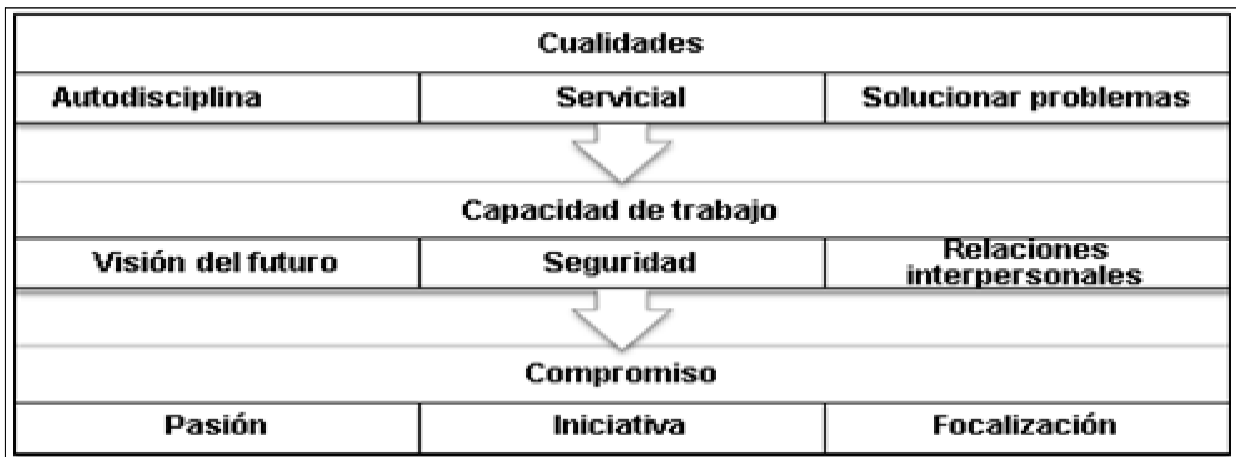 Cualidades
Autodisciplina
Servicial
Solucionar problemas
Capacidad de trabajo
Visión del futuro
Seguridad
Relaciones
interpersonales
Compromiso
Pasión
Iniciativa
Focalización